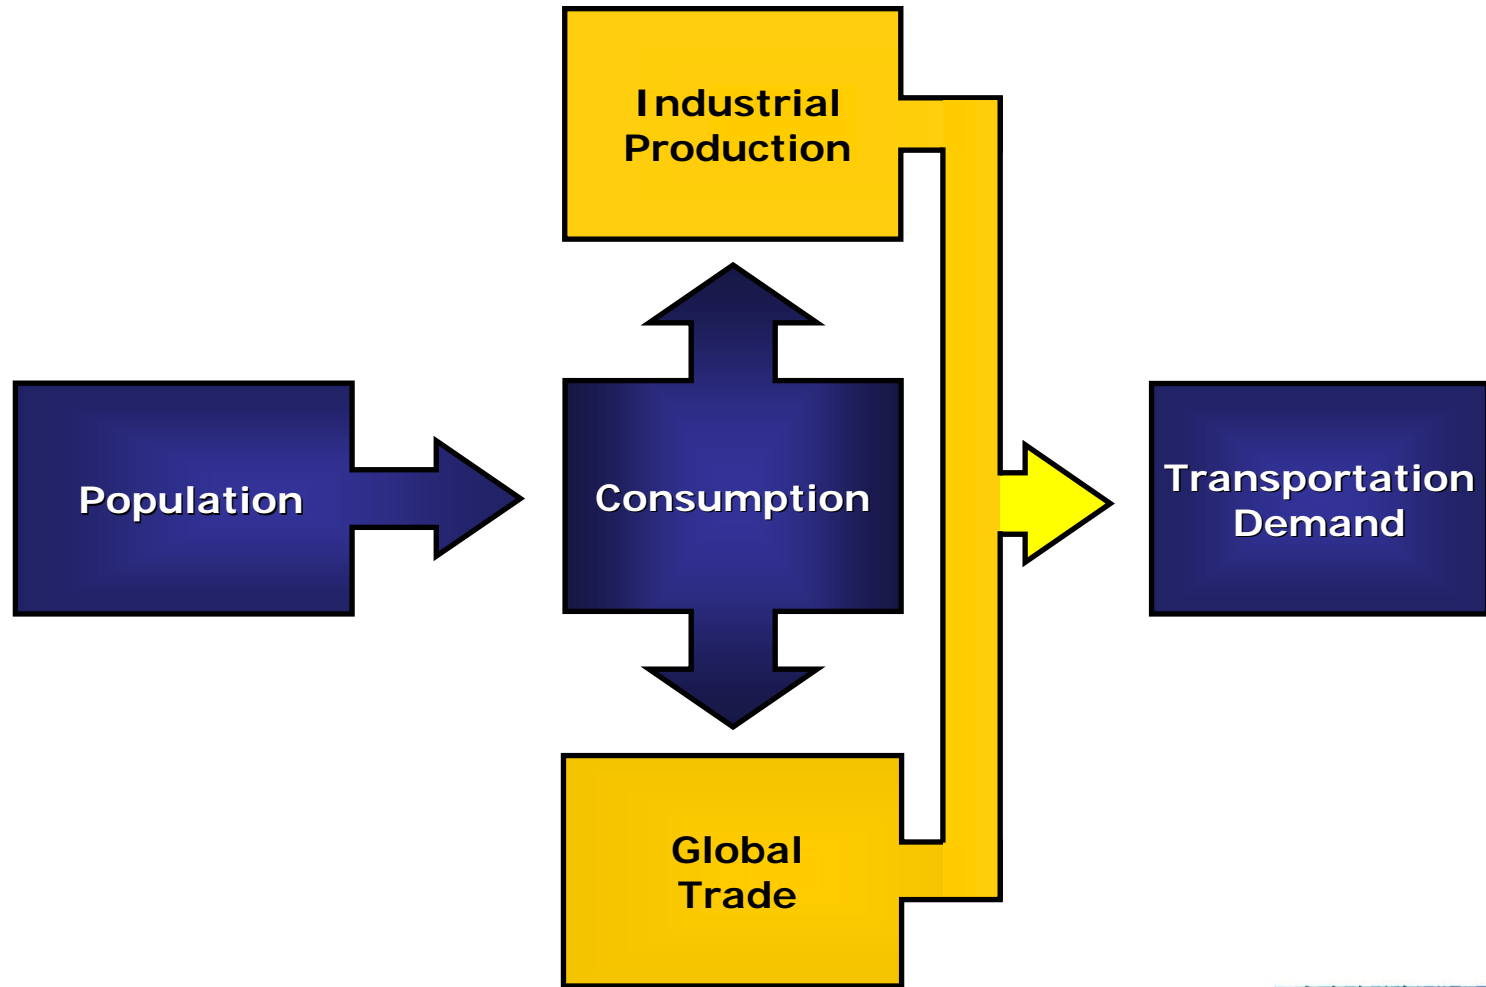 Industrial
Production
Population
Consumption
Transportation
Demand
Global
Trade